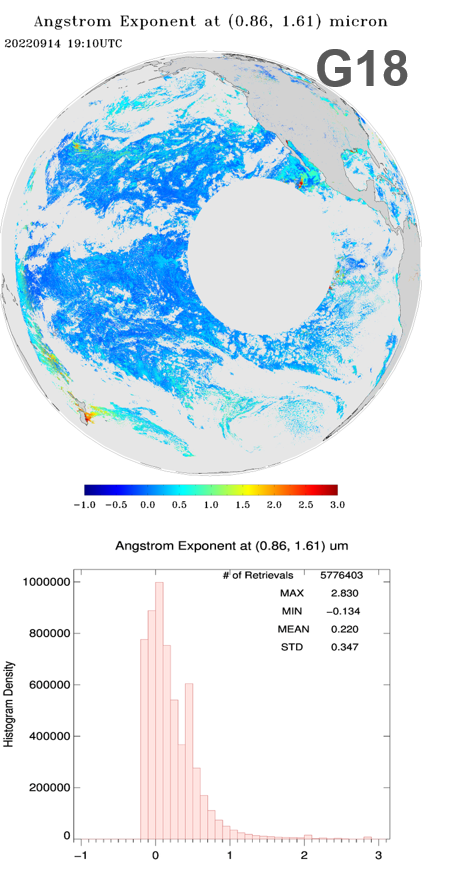 Angstrom Exponent at (0.86, 1.61) micron
20220914 19:10UTC
G18
−1.0 −0.5 0.0 0.5 1.0 1.5 2.0 2.5 3.0
Angstrom Exponent at (0.86, 1.61) um
# of Retrievals 5776403
MAX 2.830
MIN −0.134
MEAN 0.220
STD 0.347
Histogram Density
1000000
800000
600000
400000
200000
0
−1 0 1 2 3